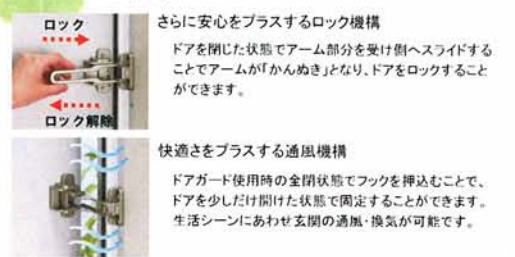 ロック
ロック解除
さらに安心をプラスするロック機構
ドアを閉じた状態でアーム部分を受け側へスライドする
ことでアームが「かんぬき」となり、ドアをロックすること
ができます。
快適さをプラスする通風機構
ドアガード使用時の全閉状態でフックを押込むことで、
ドアを少しだけ開けた状態で固定することができます。
生活シーンにあわせ玄関の通風・換気が可能です。